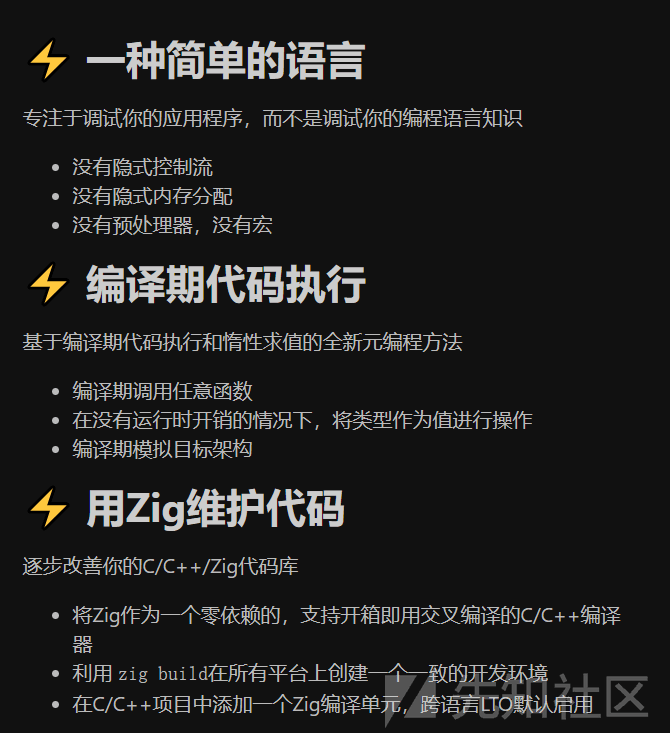 ⚡ 一种简单的语言
专注于调试你的应用程序，而不是调试你的编程语言知识
• 没有隐式控制流
• 没有隐式内存分配
• 没有预处理器，没有宏
⚡ 编译期代码执行
基于编译期代码执行和惰性求值的全新元编程方法
• 编译期调用任意函数
• 在没有运行时开销的情况下，将类型作为值进行操作
• 编译期模拟目标架构
⚡ 用Zig维护代码
逐步改善你的C/C++/Zig代码库
• 将Zig作为一个零依赖的，支持开箱即用交叉编译的C/C++编译
器
• 利用 zig build在所有平台上创建一个一致的开发环境
• 在C/C++项目中添加一个Zig编译单元，跨语言LTO默认启用
先知社区